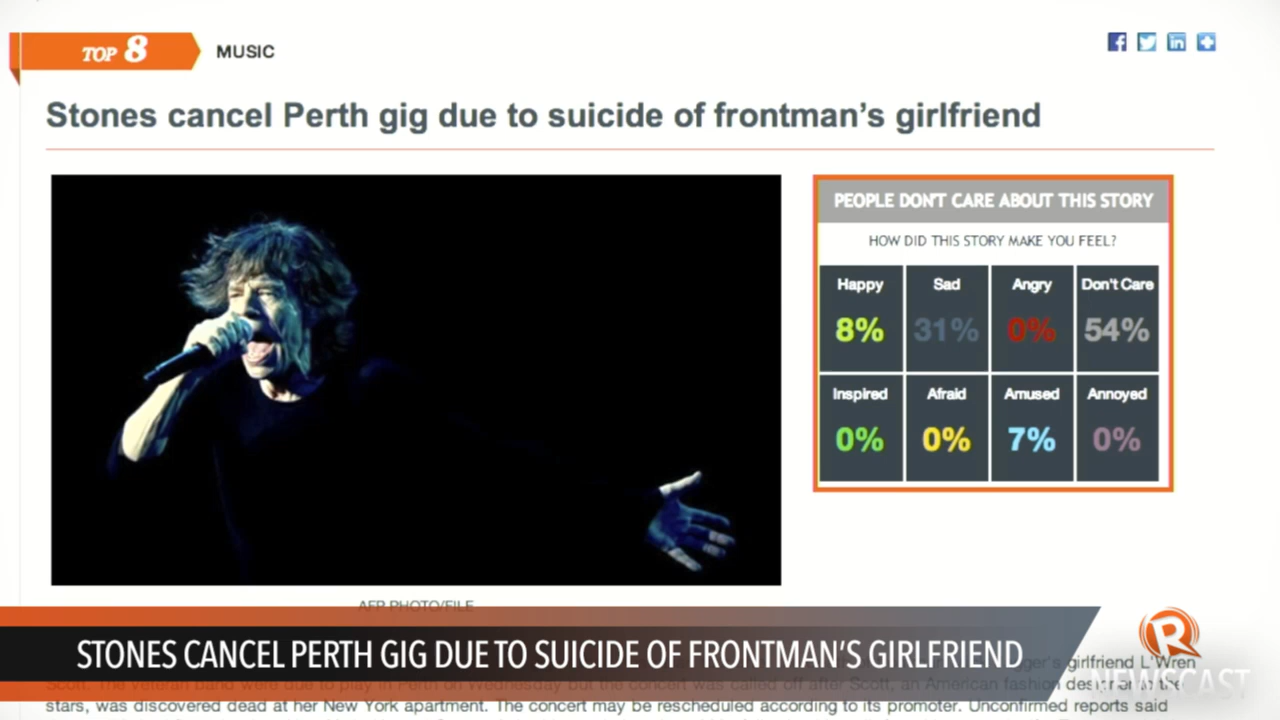 TOP 8
MUSIC
Stones cancel Perth gig due to suicide of frontman's girlfriend
PEOPLE DON'T CARE ABOUT THIS STORY
HOW DID THIS STORY MAKE YOU FEEL?
Happy Sad Angry Don't Care
8% 31% 0% 54%
Inspired Afraid Amused Annoyed
0% 0% 7% 0%
AFP PHOTO/FILE
STONES CANCEL PERTH GIG DUE TO SUICIDE OF FRONTMAN'S GIRLFRIEND
R
NEWSCAST
girlfriend L'Wren
Scott. The veteran band were due to play in Perth on Wednesday but the concert was called off after Scott, an American fashion designer to the
stars, was discovered dead at her New York apartment. The concert may be rescheduled according to its promoter. Unconfirmed reports said